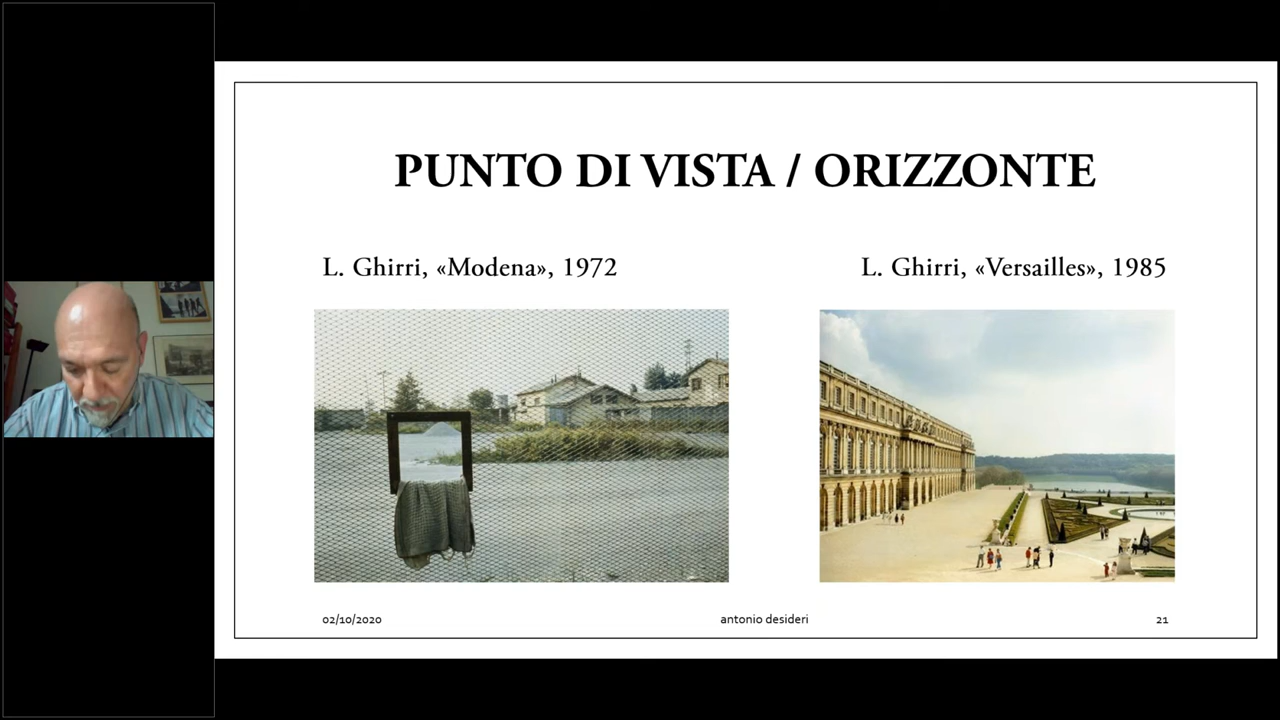 PUNTO DI VISTA / ORIZZONTE
L. Ghirri, «Modena», 1972
L. Ghirri, «Versailles», 1985
02/10/2020
antonio desideri
21